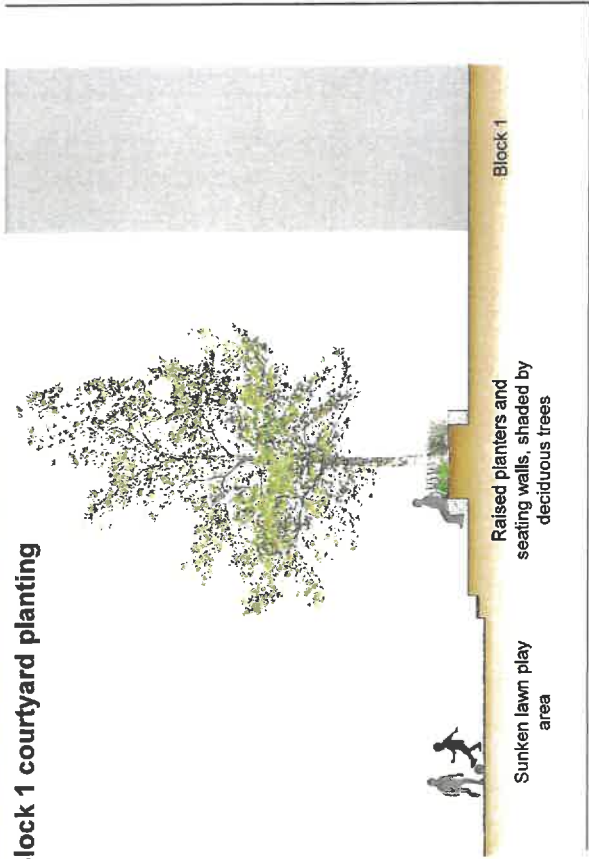 lock 1 courtyard planting
Sunken lawn play
area
Raised planters and
seating walls, shaded by
deciduous trees
Block 1